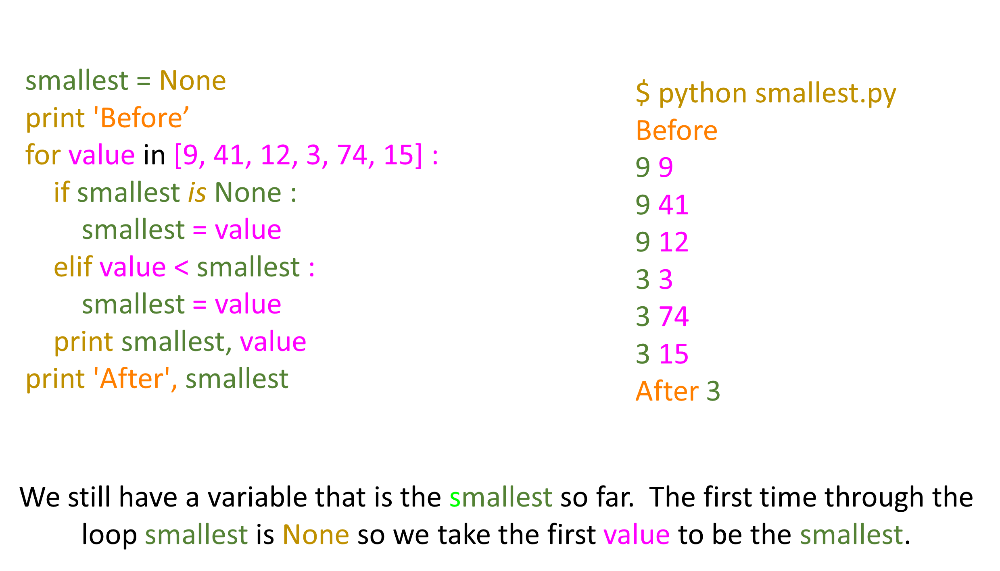 smallest = None
print 'Before’
for value in [9, 41, 12, 3, 74, 15] :
if smallest is None :
smallest = value
elif value < smallest :
smallest = value
print smallest, value
print 'After', smallest
$ python smallest.py
Before
9 9
9 41
9 12
3 3
3 74
3 15
After 3
We still have a variable that is the smallest so far.  The first time through the
loop smallest is None so we take the first value to be the smallest.